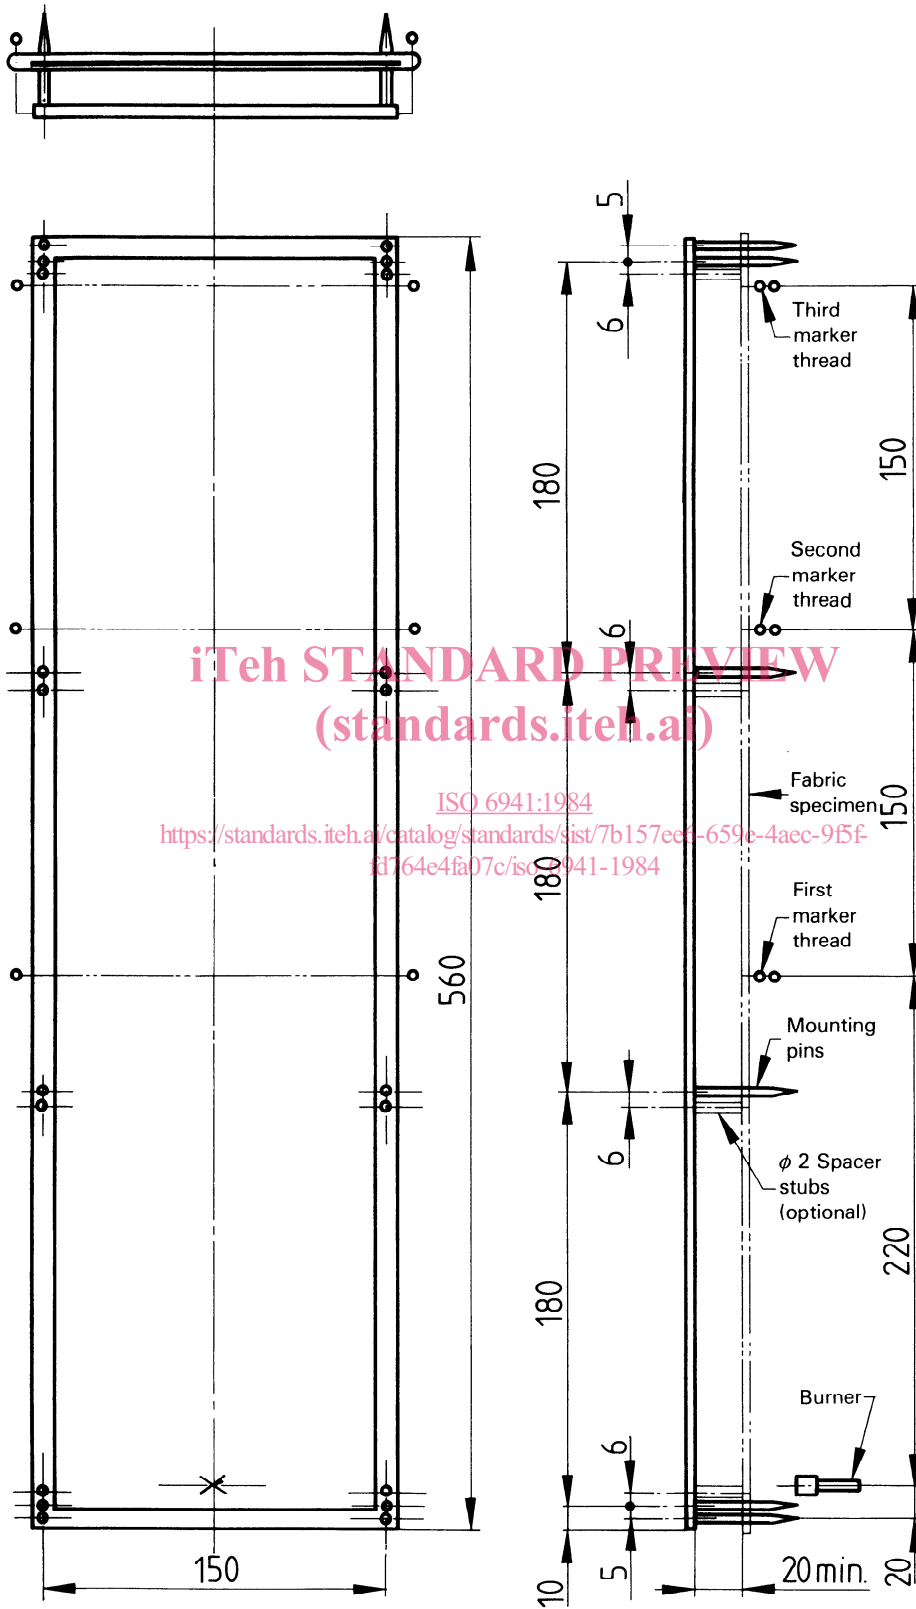 5
6
Third
marker
thread
180
150
Second
marker
thread
6
iTeh STANDARD PREVIEW
(standards.iteh.ai)
Fabric
specimen
150
ISO 6941:1984
https://standards.iteh.ai/catalog/standards/sist/7b157ee6-659e-4aec-9f5f-
fd764e4fa07c/iso-6941-1984
180
First
marker
thread
560
Mounting
pins
6
ϕ 2 Spacer
stubs
(optional)
220
180
Burner
6
150
10
5
20 min.
20